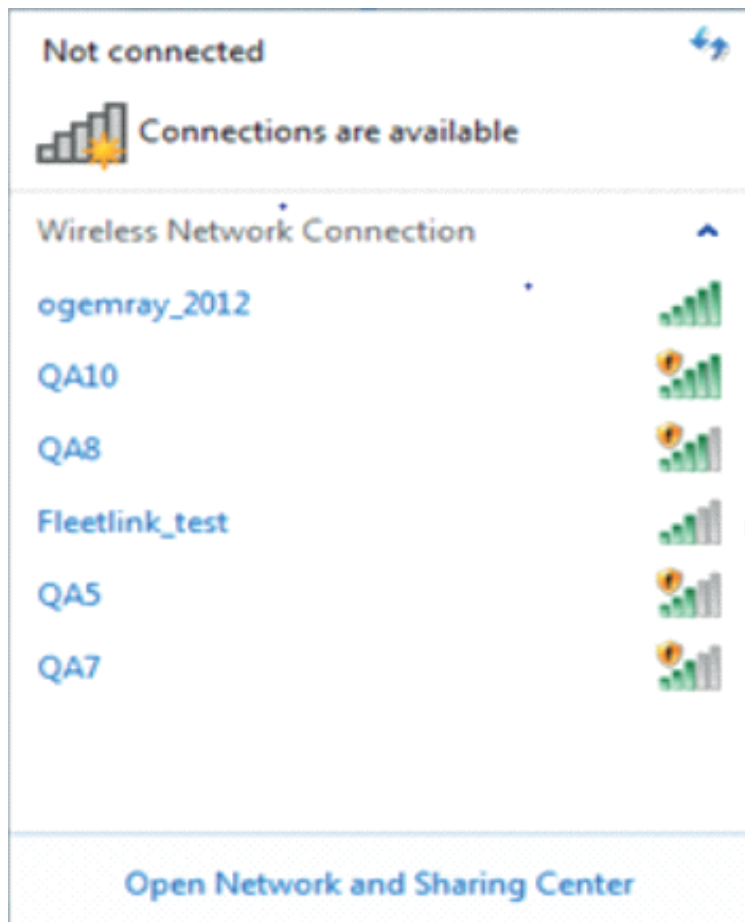 Not connected
Connections are available
Wireless Network Connection
ogemray_2012
QA10
QA8
Fleetlink_test
QA5
QA7
Open Network and Sharing Center